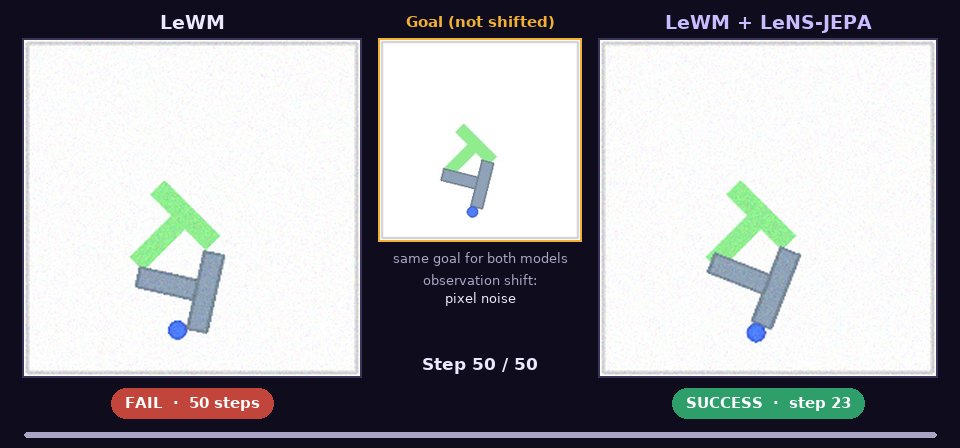 LeWM
Goal (not shifted)
LeWM + LeNS-JEPA
same goal for both models
observation shift:
pixel noise
Step 50 / 50
FAIL · 50 steps
SUCCESS · step 23